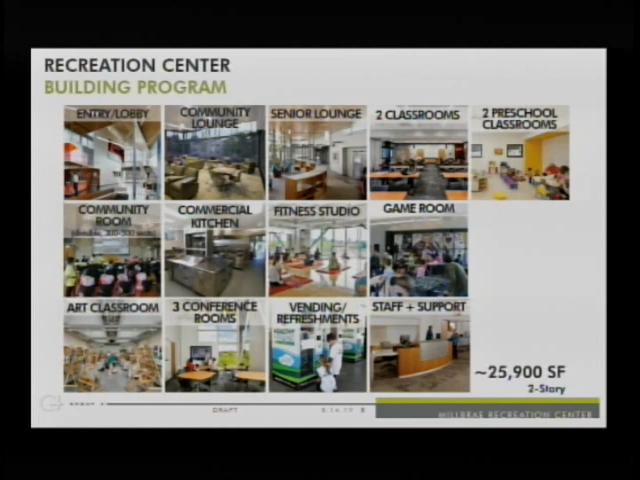 RECREATION CENTER
BUILDING PROGRAM
ENTRY/LOBBY
COMMUNITY
LOUNGE
SENIOR LOUNGE
2 CLASSROOMS
2 PRESCHOOL
CLASSROOMS
COMMUNITY
ROOM
COMMERCIAL
KITCHEN
FITNESS STUDIO
GAME ROOM
ART CLASSROOM
3 CONFERENCE
ROOMS
VENDING/
REFRESHMENTS
STAFF + SUPPORT
~25,900 SF
2-Story
DRAFT
MILLBRAE RECREATION CENTER